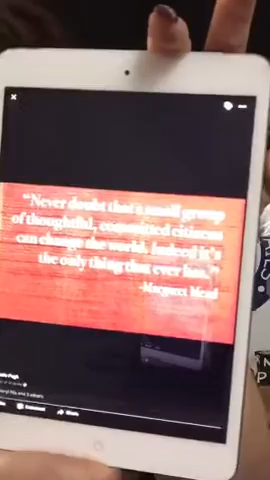 "Never doubt that a small group
of thoughtful, committed citizens
can change the world, Indeed it's
the only thing that ever has."
-Margaret Mead
Share